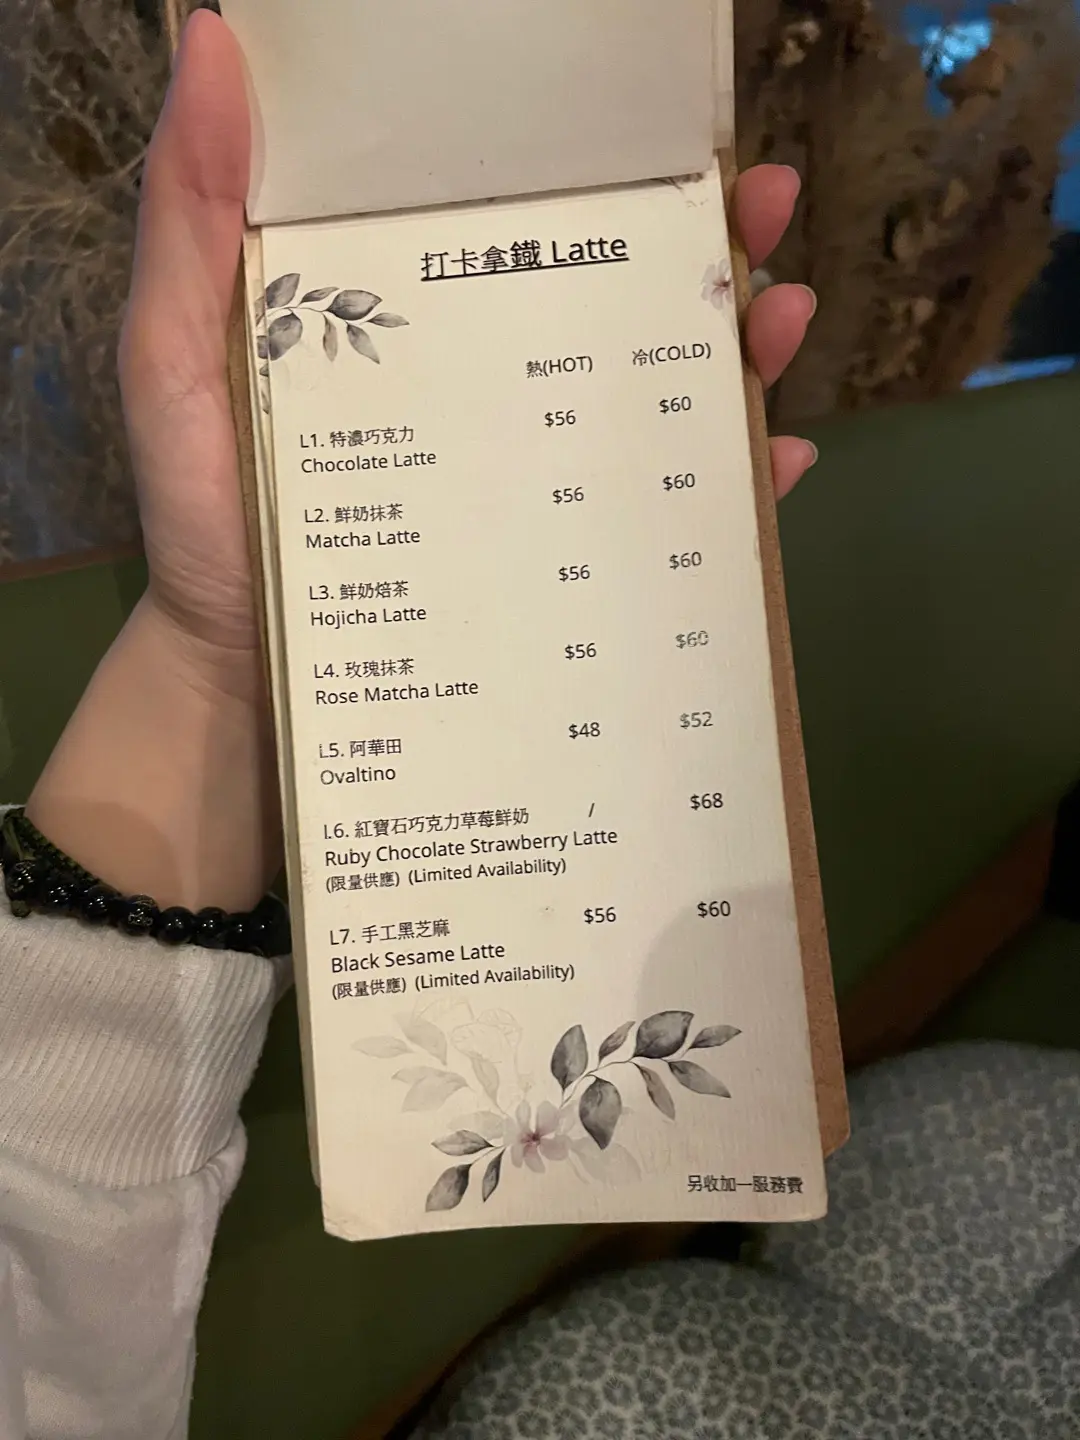 打卡拿鐵 Latte
熱(HOT) 冷(COLD)
L1. 特濃巧克力 $56 $60
Chocolate Latte
L2. 鮮奶抹茶 $56 $60
Matcha Latte
L3. 鮮奶焙茶 $56 $60
Hojicha Latte
L4. 玫瑰抹茶 $56 $60
Rose Matcha Latte
L5. 阿華田 $48 $52
Ovaltino
L6. 紅寶石巧克力草莓鮮奶 / $68
Ruby Chocolate Strawberry Latte
(限量供應) (Limited Availability)
L7. 手工黑芝麻 $56 $60
Black Sesame Latte
(限量供應) (Limited Availability)
另收加一服務費